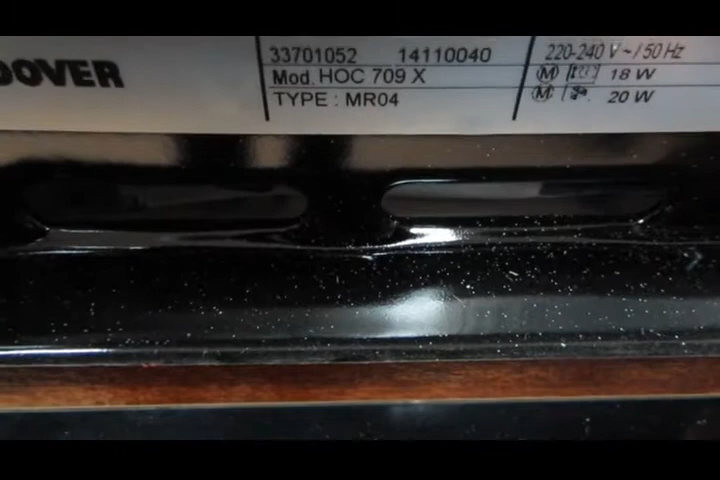 OOVER
33701052 14110040
Mod. HOC 709 X
TYPE : MR04
220-240 V ~ / 50 Hz
M 18 W
M 20 W